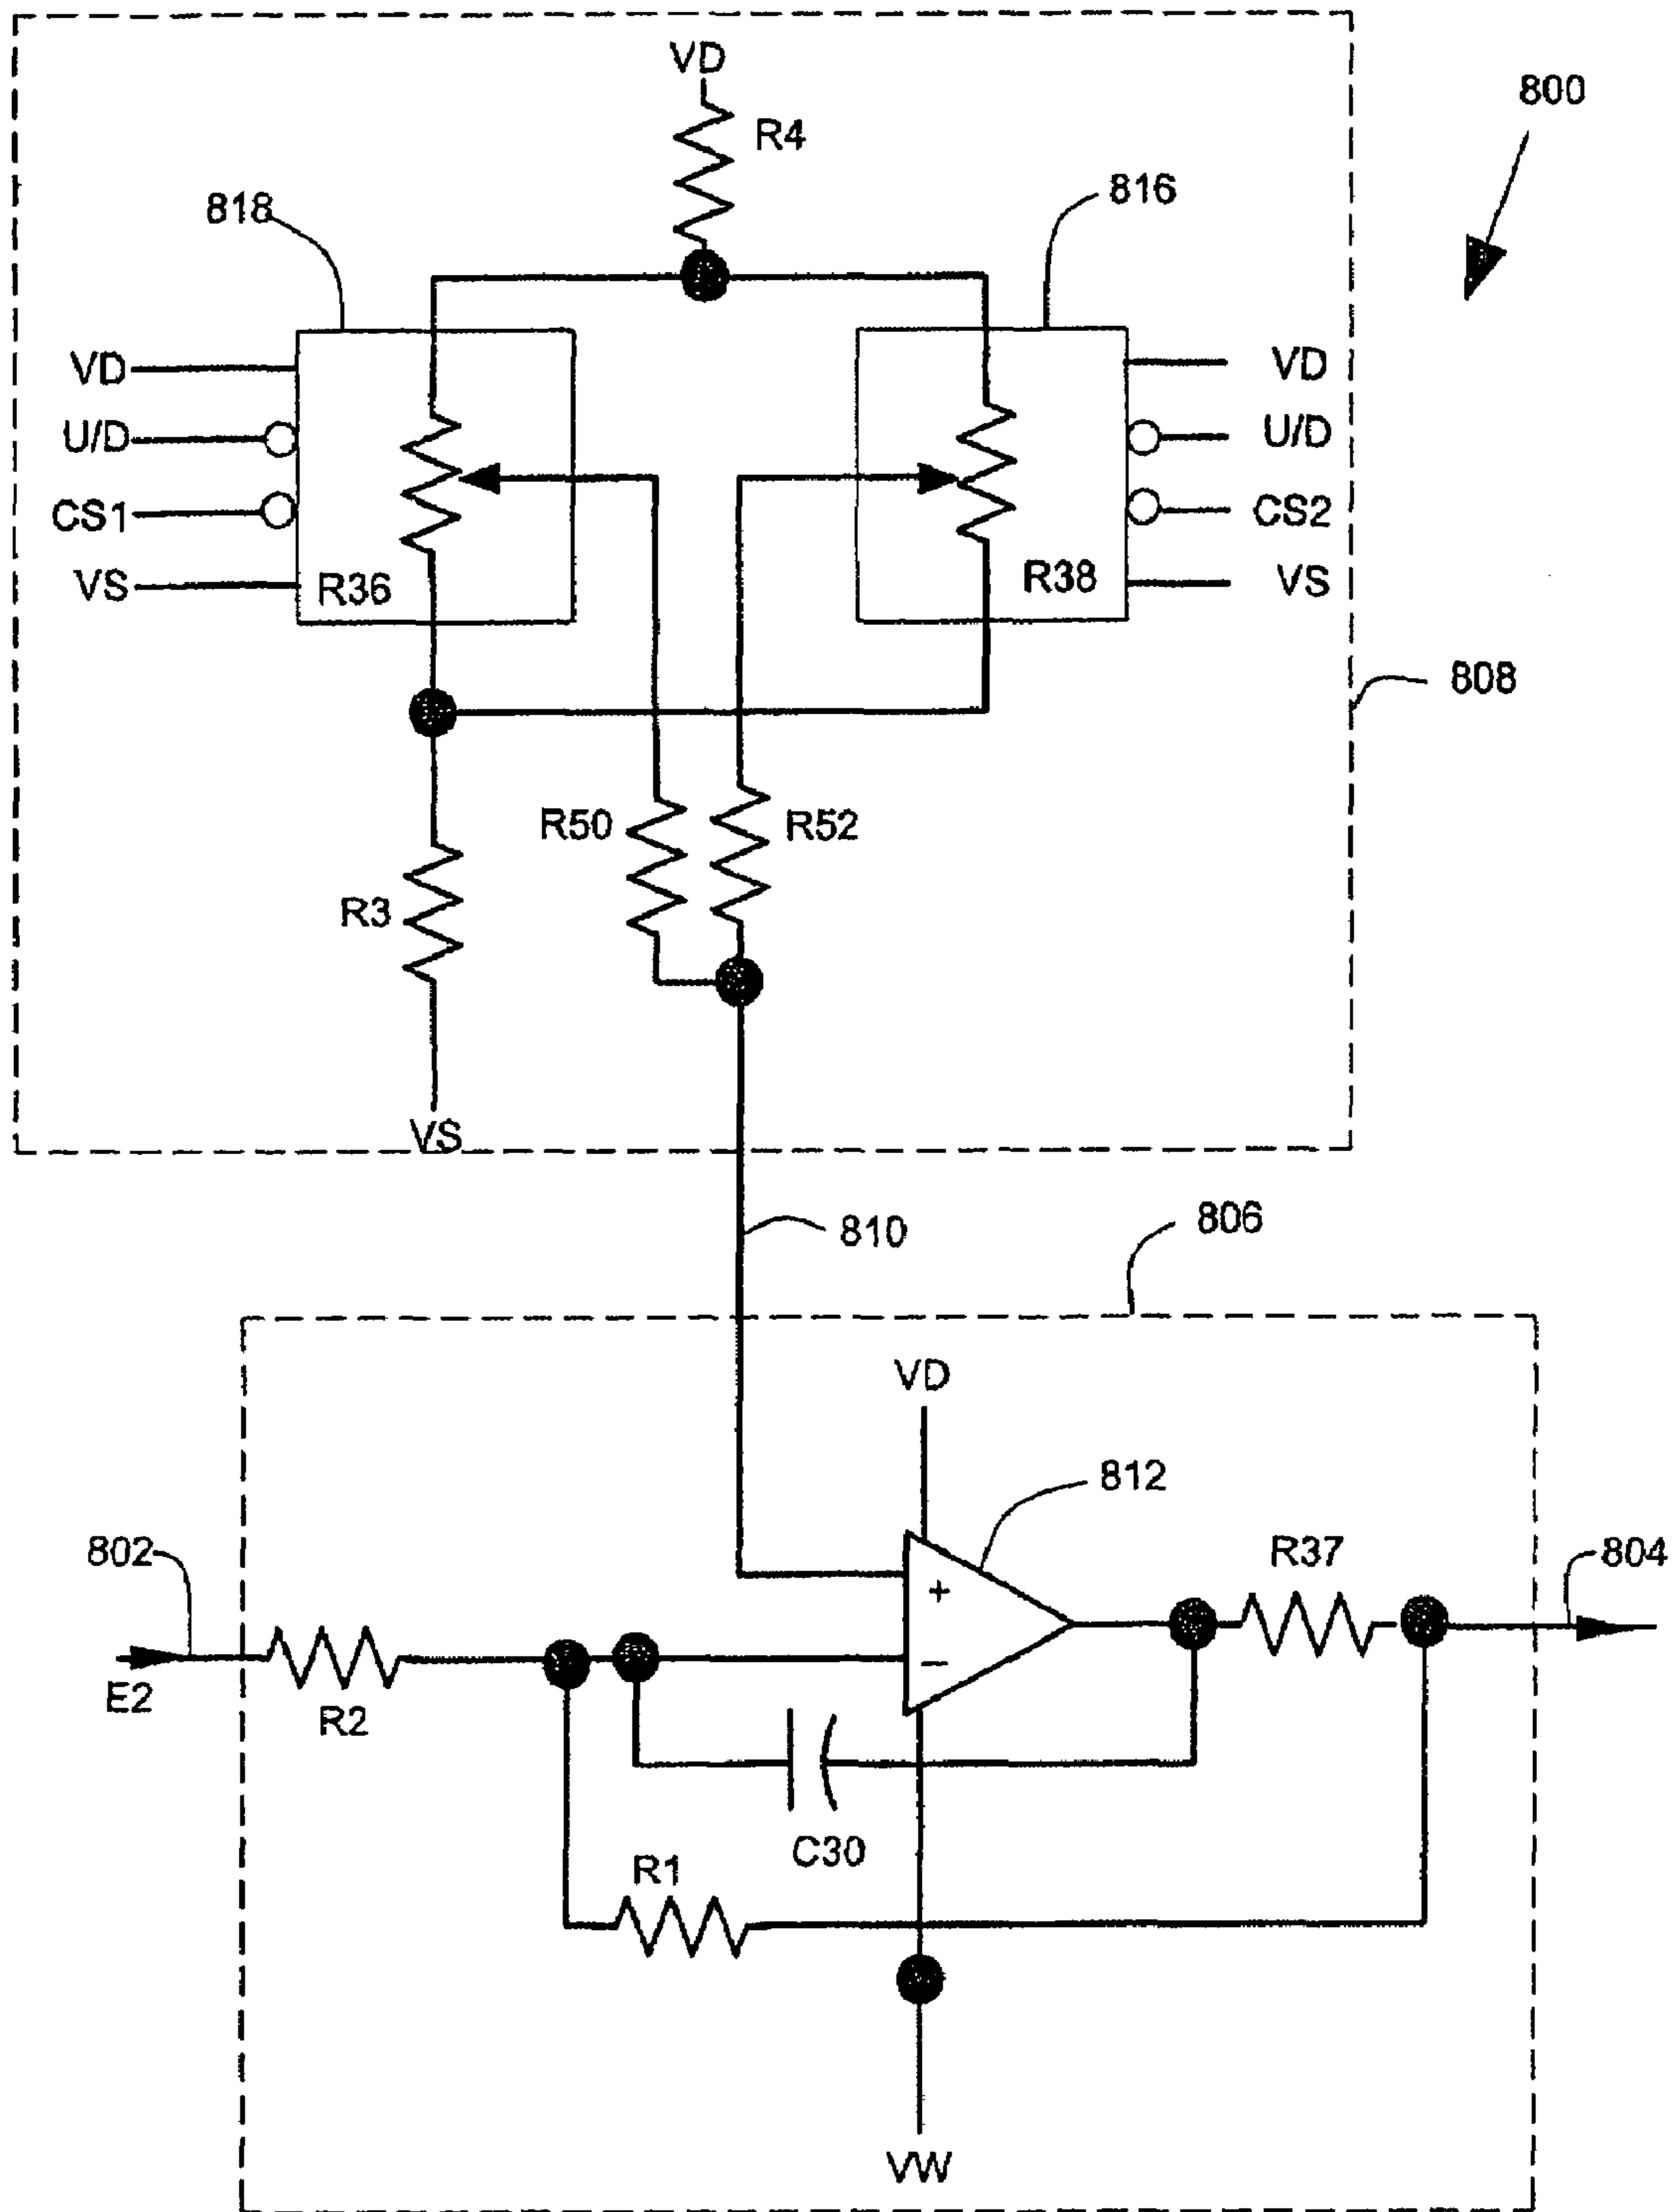 VD
800
R4
818
816
VD
VD
U/D
U/D
CS1
CS2
VS
R36
R38
VS
808
R50
R52
R3
VS
810
806
VD
812
R37
802
804
+
−
E2
R2
C30
R1
VW